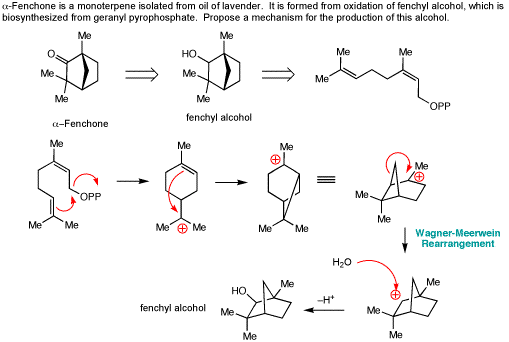 α-Fenchone is a monoterpene isolated from oil of lavender. It is formed from oxidation of fenchyl alcohol, which is
biosynthesized from geranyl pyrophosphate. Propose a mechanism for the production of this alcohol.
Me
HO
Me
Me
Me
O
Me
Me
Me
Me
Me
Me
OPP
α–Fenchone
fenchyl alcohol
Me
OPP
Me
Me
Me
Me
Me
⊕
⊕
Me
Me
Me
Me
⊕
Me
Me
Wagner-Meerwein
Rearrangement
H₂O
fenchyl alcohol
HO
Me
Me
Me
–H⁺
⊕
Me
Me
Me